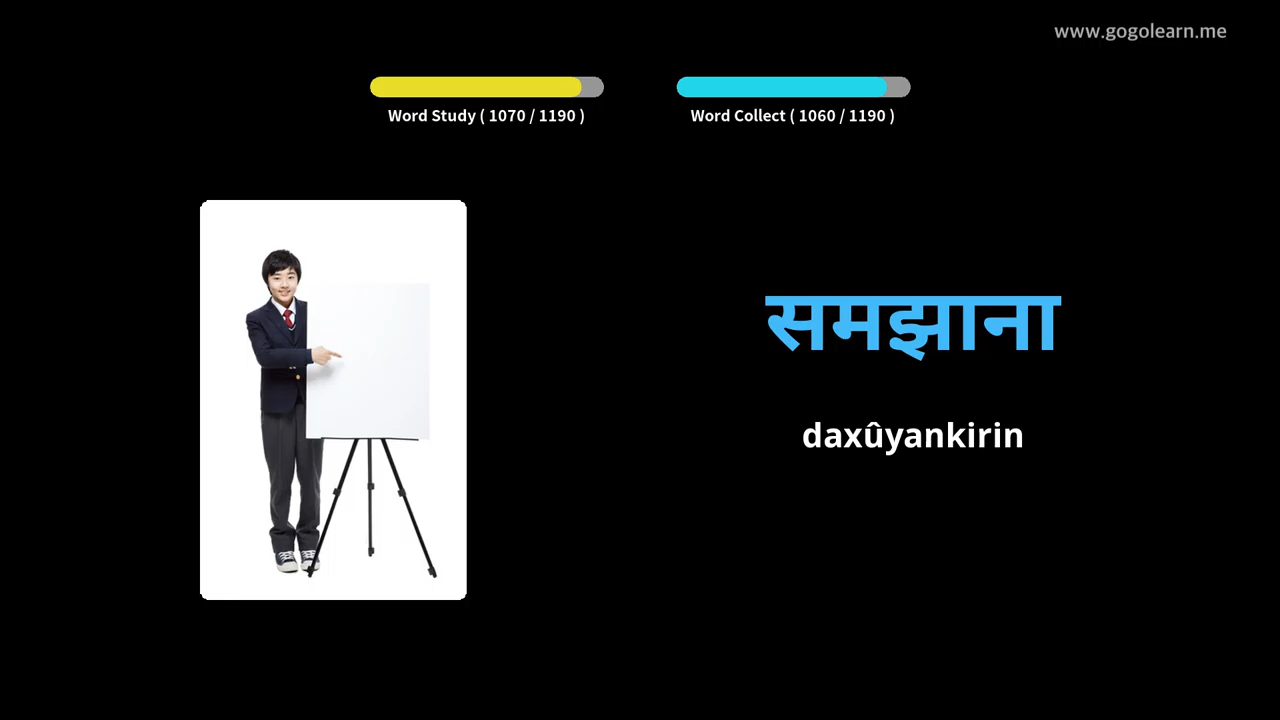 www.gogolearn.me
Word Study ( 1070 / 1190 )
Word Collect ( 1060 / 1190 )
समझाना
daxûyankirin